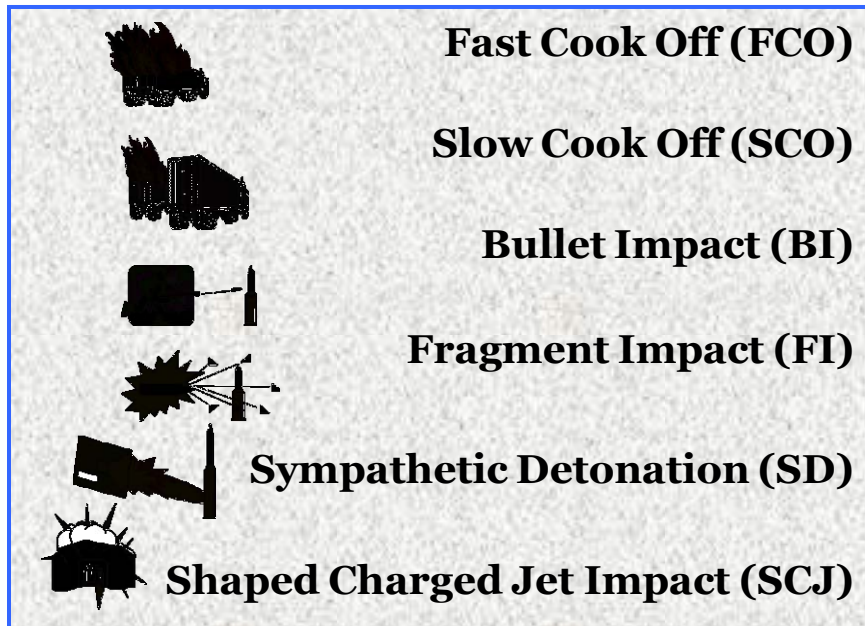 Fast Cook Off (FCO)
Slow Cook Off (SCO)
Bullet Impact (BI)
Fragment Impact (FI)
Sympathetic Detonation (SD)
Shaped Charged Jet Impact (SCJ)